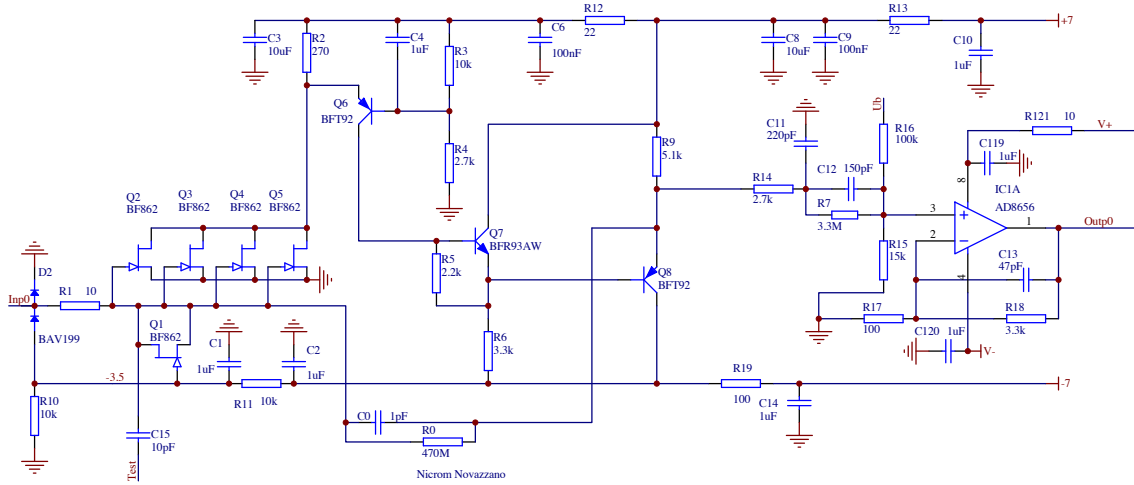 R12
22
R13
22
+7
C3
10uF
R2
270
C4
1uF
R3
10k
C6
100nF
C8
10uF
C9
100nF
C10
1uF
Q6
BFT92
R4
2.7k
R9
5.1k
C11
220pF
Ub
R16
100k
R121 10
V+
C119
1uF
C12
150pF
8
IC1A
AD8656
Q2
BF862
Q3
BF862
Q4
BF862
Q5
BF862
R14
2.7k
R7
3.3M
3
2
1
4
Outp0
Q7
BFR93AW
R5
2.2k
Q8
BFT92
R15
15k
C13
47pF
D2
Inp0
R1 10
BAV199
Q1
BF862
C1
1uF
C2
1uF
R6
3.3k
R17
100
R18
3.3k
C120
1uF
V-
-3.5
R11
10k
R10
10k
R19
100
-7
C14
1uF
C15
10pF
Test
C0
1pF
R0
470M
Nicrom Novazzano